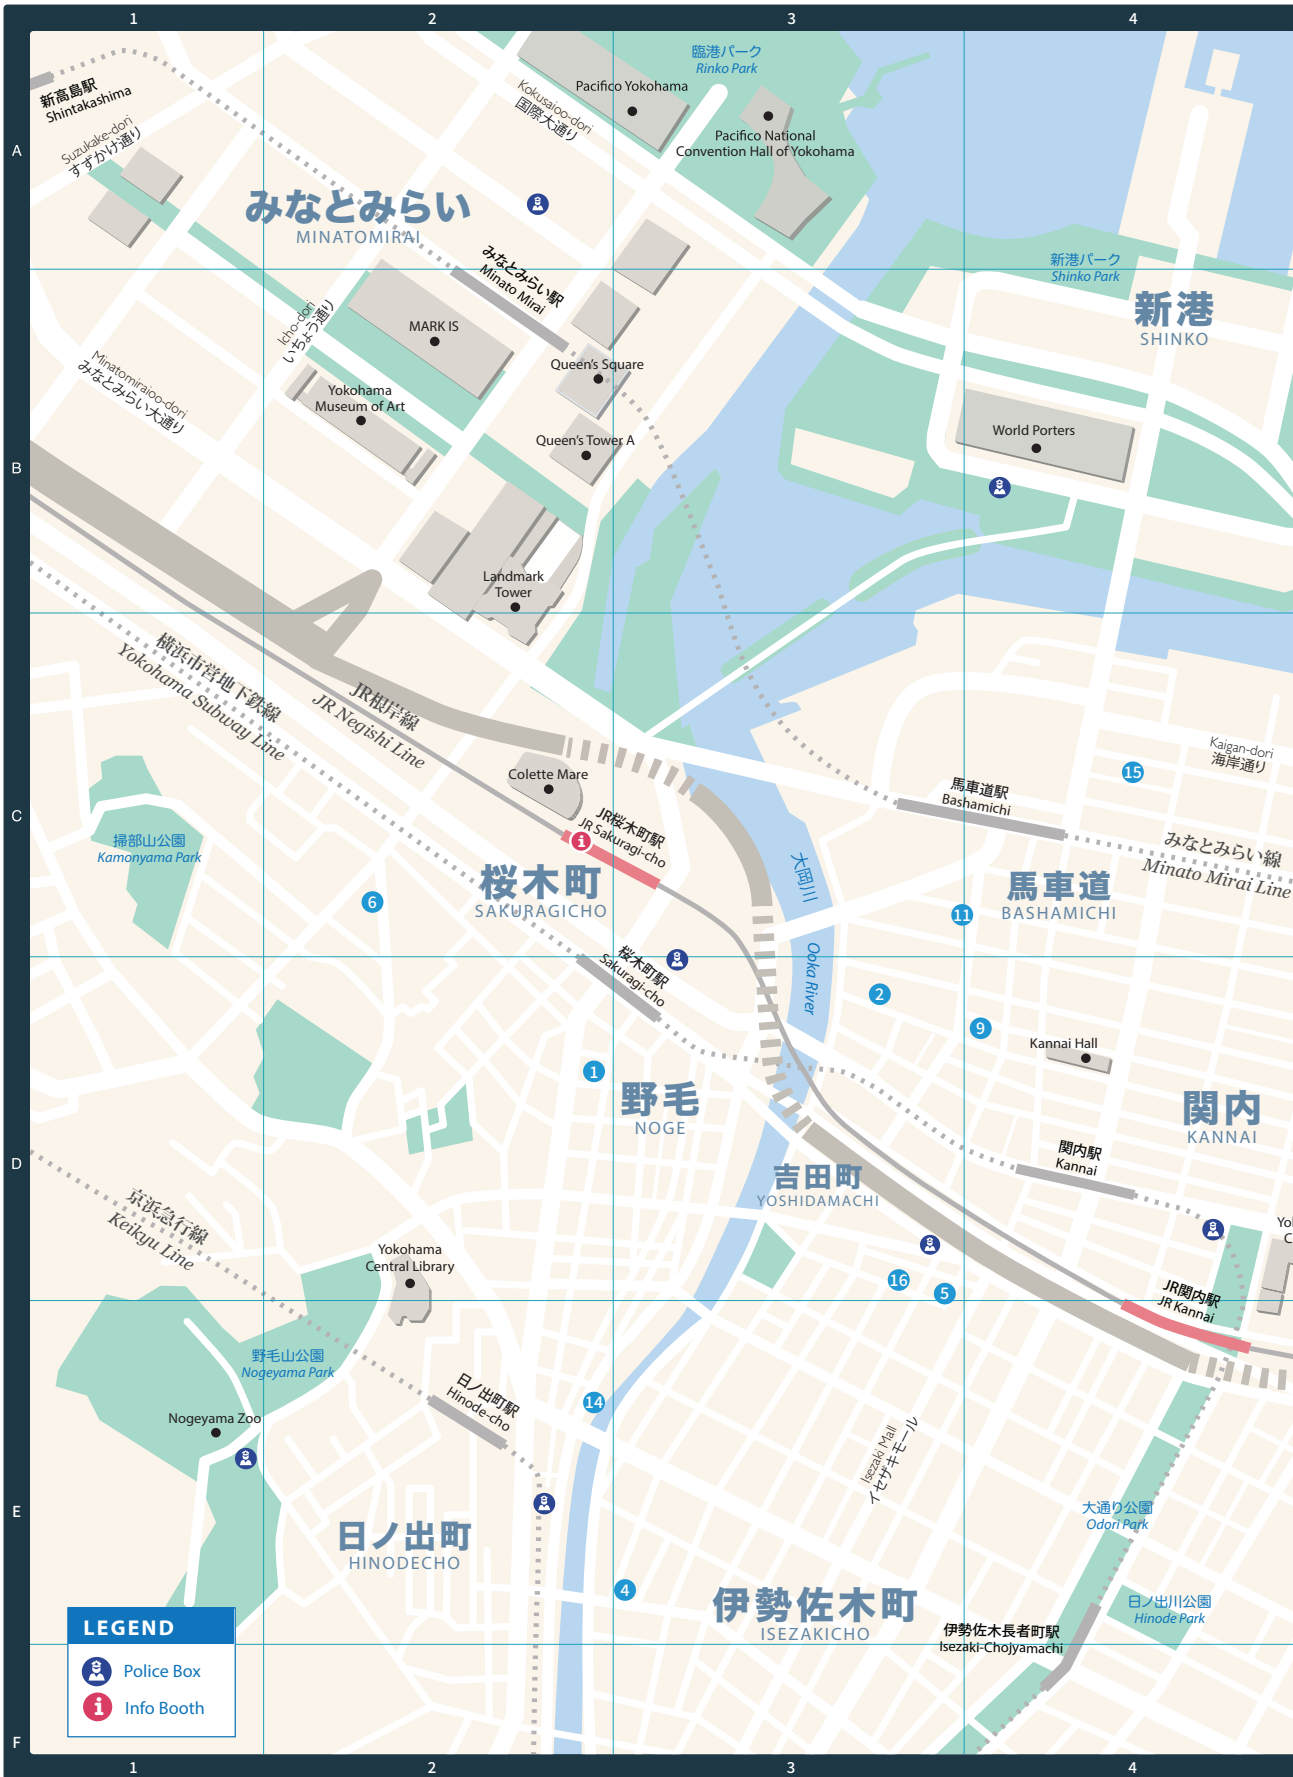 1 2 3 4
A
B
C
D
E
F
新高島駅
Shintakashima
Suzukake-dori
すずかけ通り
Kokusaioo-dori
国際大通り
Pacifico Yokohama
臨港パーク
Rinko Park
Pacifico National
Convention Hall of Yokohama
みなとみらい
MINATOMIRAI
みなとみらい駅
Minato Mirai
新港パーク
Shinko Park
新港
SHINKO
Icho-dori
いちょう通り
MARK IS
Minatomiraioo-dori
みなとみらい大通り
Yokohama
Museum of Art
Queen's Square
Queen's Tower A
World Porters
Landmark
Tower
横浜市営地下鉄線
Yokohama Subway Line
JR根岸線
JR Negishi Line
Colette Mare
JR桜木町駅
JR Sakuragi-cho
i
馬車道駅
Bashamichi
Kaigan-dori
海岸通り
15
みなとみらい線
Minato Mirai Line
掃部山公園
Kamonyama Park
6
桜木町
SAKURAGICHO
大岡川
Ooka River
馬車道
BASHAMICHI
11
桜木町駅
Sakuragi-cho
2
9
Kannai Hall
1
野毛
NOGE
関内
KANNAI
関内駅
Kannai
吉田町
YOSHIDAMACHI
京浜急行線
Keikyu Line
Yokohama
Central Library
16
5
JR関内駅
JR Kannai
野毛山公園
Nogeyama Park
Nogeyama Zoo
日ノ出町駅
Hinode-cho
14
Isezaki Mall
イセザキモール
大通り公園
Odori Park
日ノ出町
HINODECHO
4
伊勢佐木町
ISEZAKICHO
日ノ出川公園
Hinode Park
伊勢佐木長者町駅
Isezaki-Chojyamachi
LEGEND
Police Box
i Info Booth
1 2 3 4